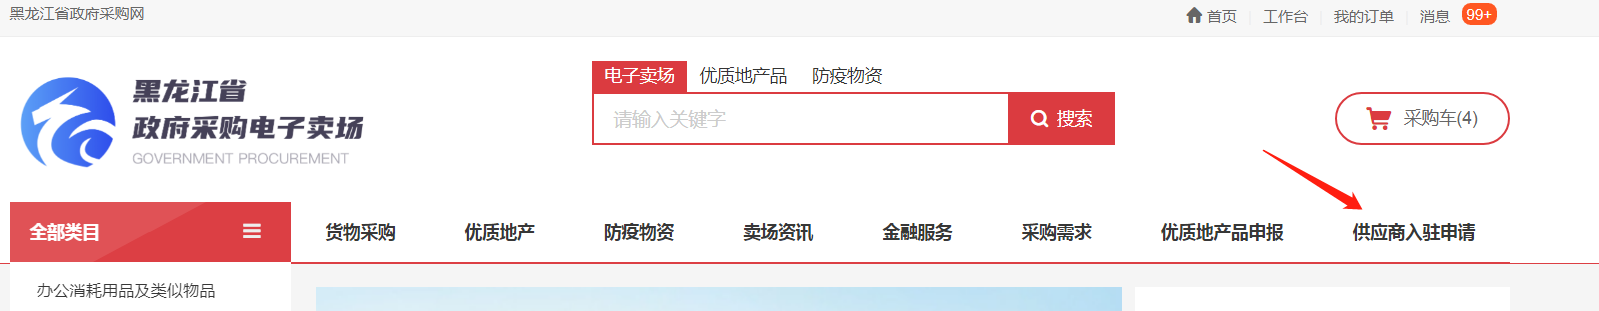 黑龙江省政府采购网
首页 工作台 我的订单 消息 99+
电子卖场 优质地产品 防疫物资
黑龙江省
政府采购电子卖场
GOVERNMENT PROCUREMENT
请输入关键字 搜索
采购车(4)
全部类目 货物采购 优质地产 防疫物资 卖场资讯 金融服务 采购需求 优质地产品申报 供应商入驻申请
办公消耗用品及类似物品